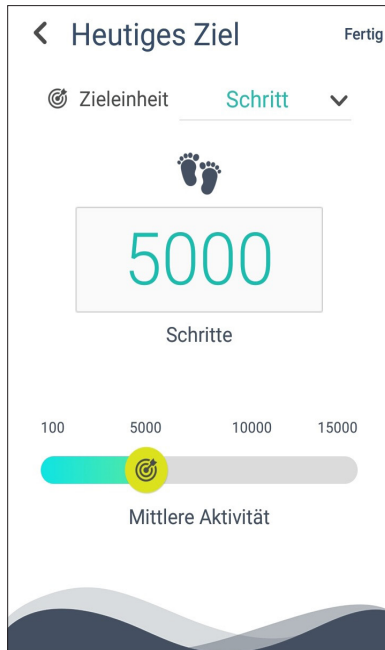 Heutiges Ziel Fertig
Zieleinheit Schritt
5000
Schritte
100 5000 10000 15000
Mittlere Aktivität